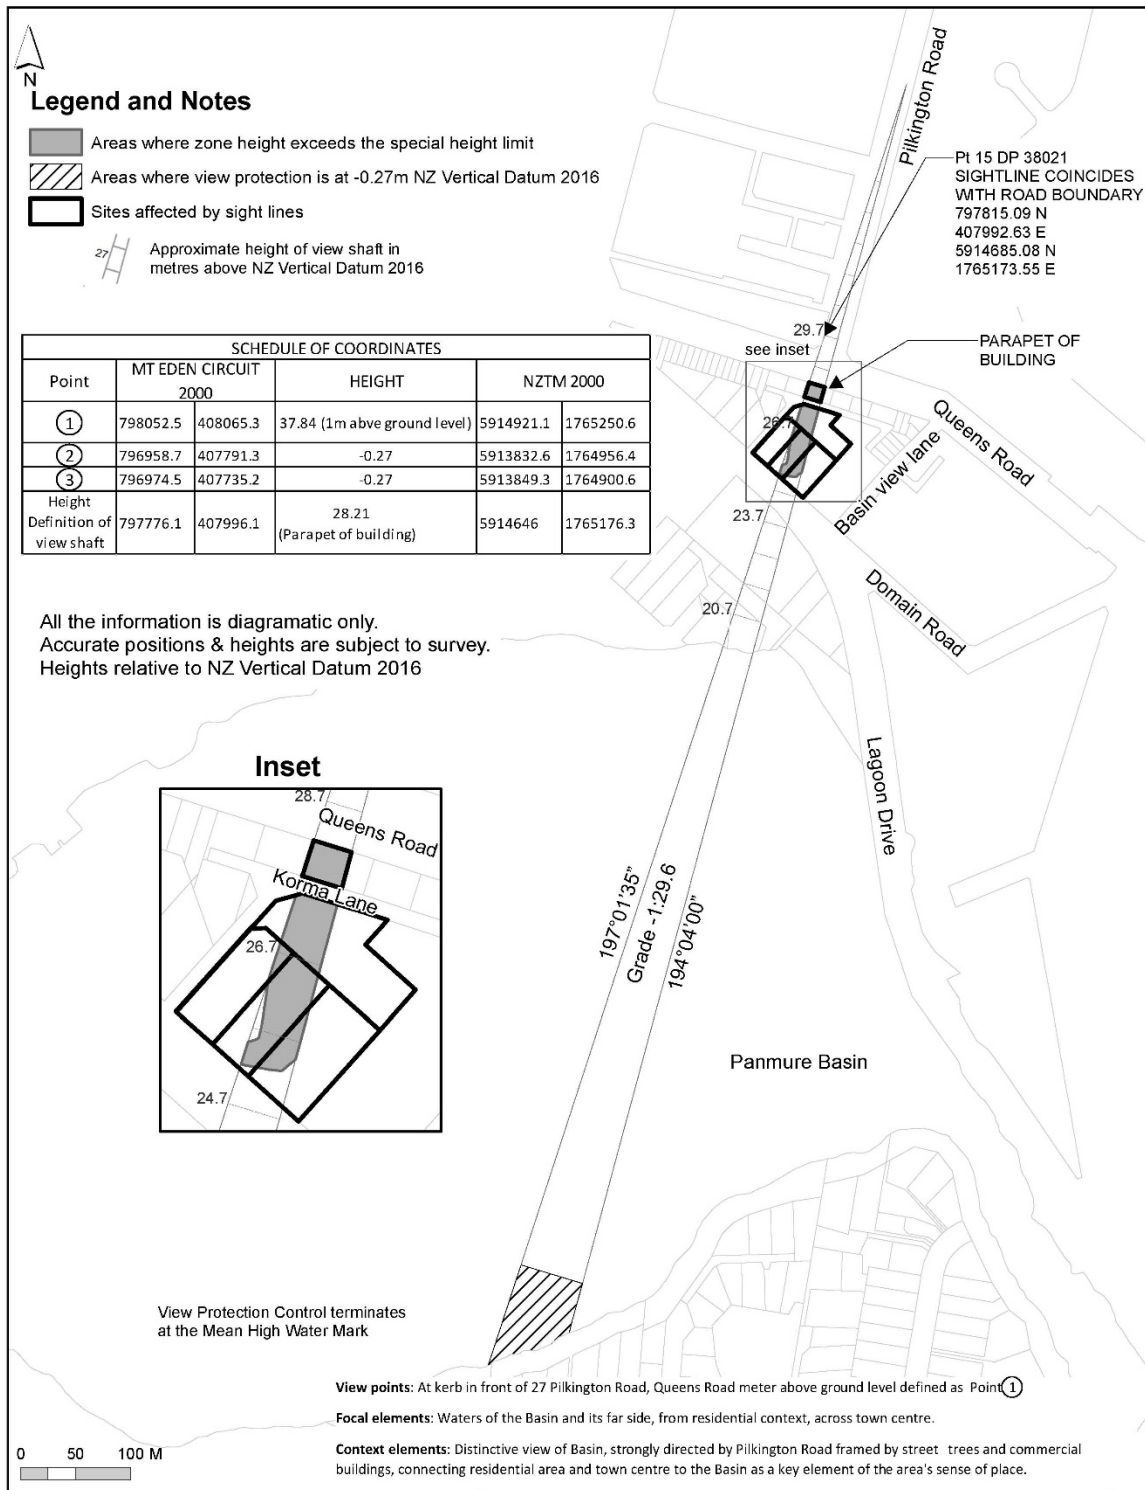 N
Legend and Notes
Areas where zone height exceeds the special height limit
Areas where view protection is at -0.27m NZ Vertical Datum 2016
Sites affected by sight lines
27
Approximate height of view shaft in
metres above NZ Vertical Datum 2016
SCHEDULE OF COORDINATES
Point MT EDEN CIRCUIT 2000 HEIGHT NZTM 2000
1 798052.5 408065.3 37.84 (1m abve ground level) 5914921.1 1765250.6
2 796958.7 407791.3 -0.27 5913832.6 1764956.4
3 796974.5 407735.2 -0.27 5913849.3 1764900.6
Height Definition of view shaft 797776.1 407996.1 28.21 (Parapet of building) 5914646 1765176.3
All the information is diagramatic only.
Accurate positions & heights are subject to survey.
Heights relative to NZ Vertical Datum 2016
Pilkington Road
Pt 15 DP 38021
SIGHTLINE COINCIDES
WITH ROAD BOUNDARY
797815.09 N
407992.63 E
5914685.08 N
1765173.55 E
29.7
see inset
PARAPET OF
BUILDING
26.7
Queens Road
Basin view lane
23.7
Domain Road
20.7
Lagoon Drive
197°01'35"
Grade -1:29.6
194°04'00"
Panmure Basin
Inset
28.7
Queens Road
Korma Lane
26.7
24.7
View Protection Control terminates
at the Mean High Water Mark
View points: At kerb in front of 27 Pilkington Road, Queens Road meter above ground level defined as Point 1
Focal elements: Waters of the Basin and its far side, from residential context, across town centre.
Context elements: Distinctive view of Basin, strongly directed by Pilkington Road framed by street trees and commercial
buildings, connecting residential area and town centre to the Basin as a key element of the area's sense of place.
0 50 100 M